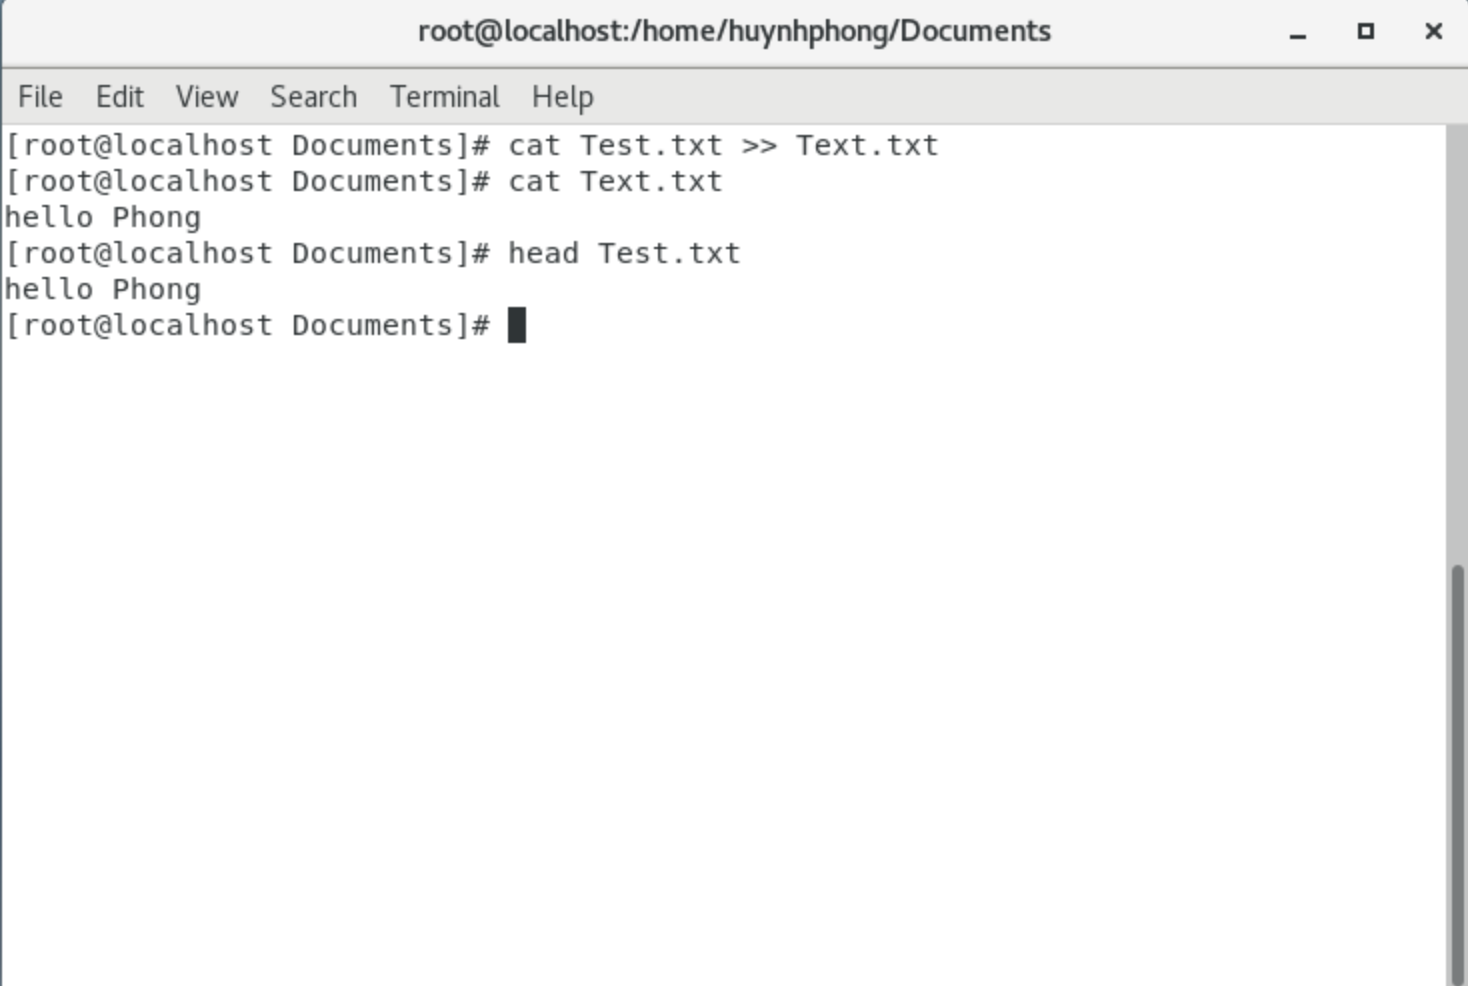 root@localhost:/home/huynhphong/Documents
File Edit View Search Terminal Help
[root@localhost Documents]# cat Test.txt >> Text.txt
[root@localhost Documents]# cat Text.txt
hello Phong
[root@localhost Documents]# head Test.txt
hello Phong
[root@localhost Documents]#